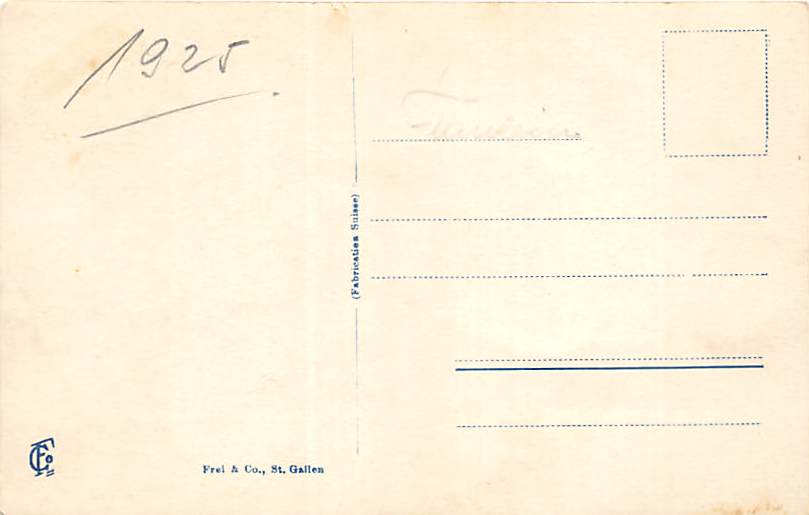 1925
(Fabrication Suisse)
Frei & Co., St. Gallen